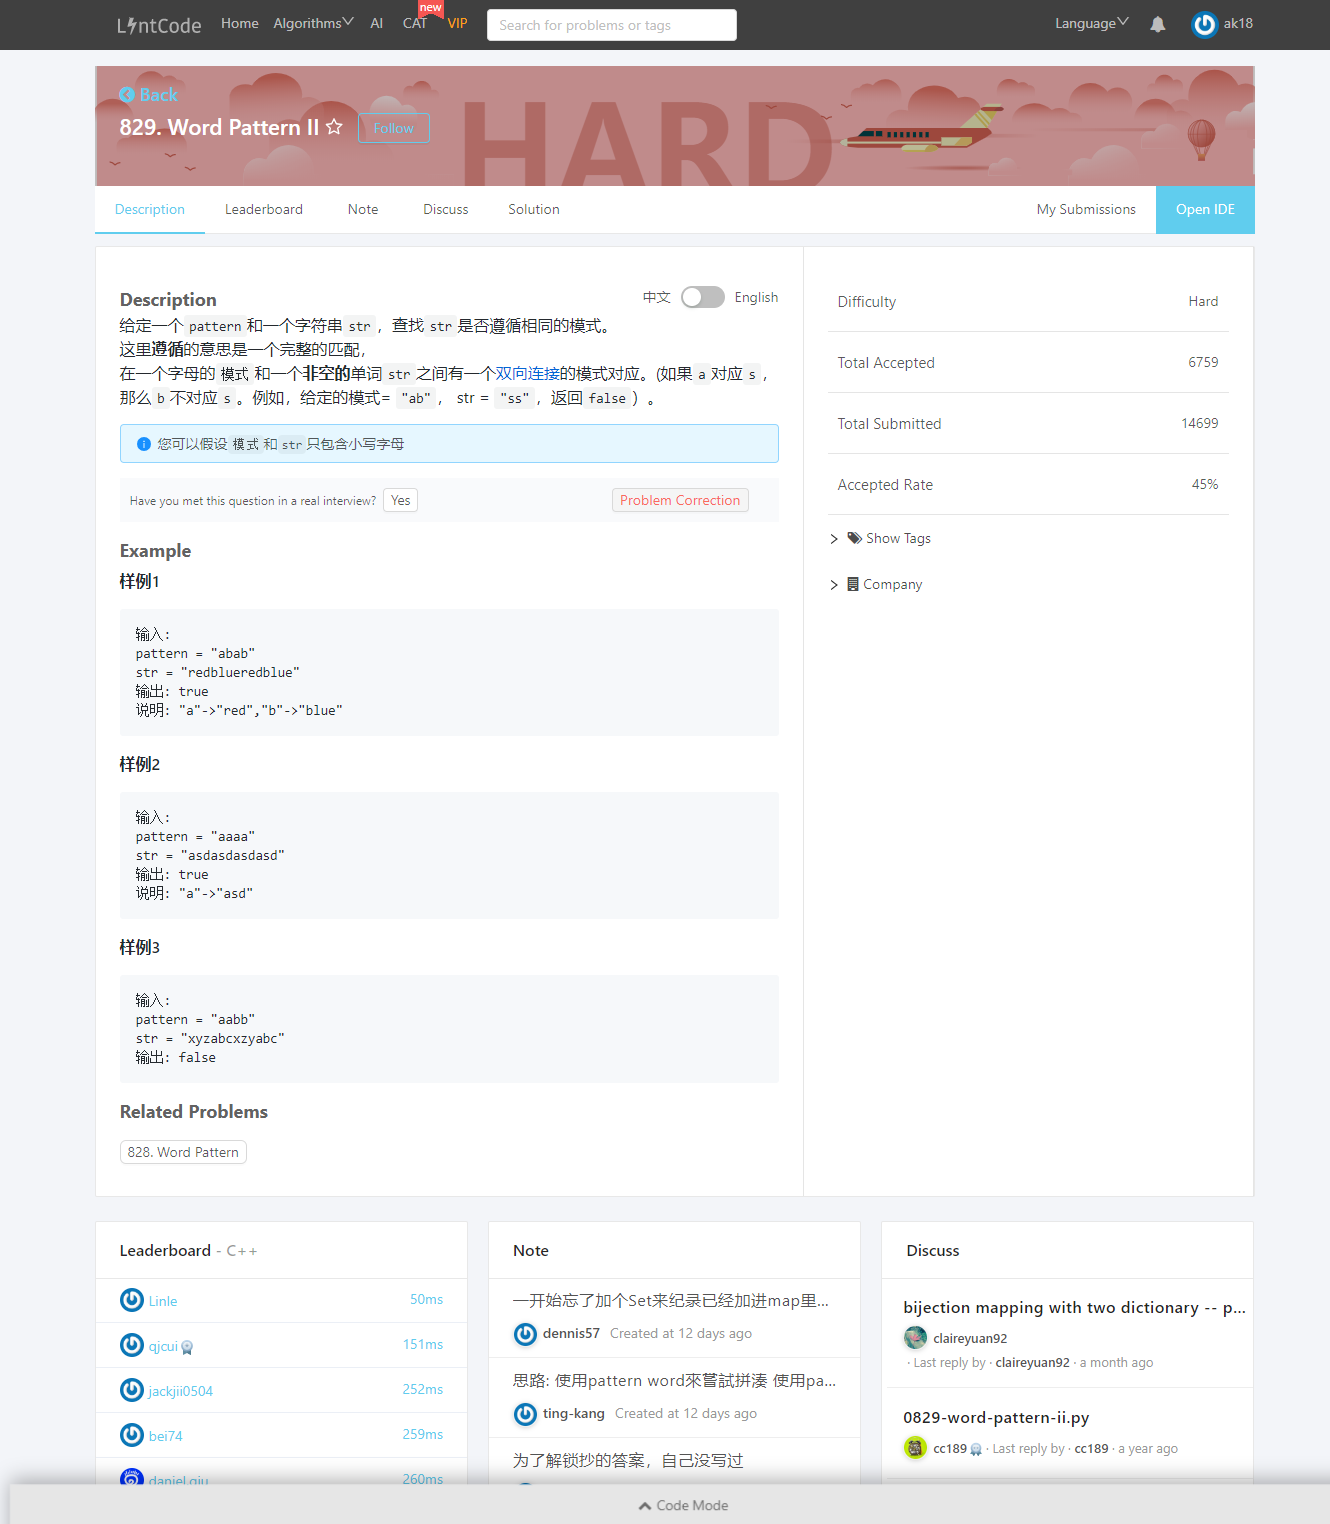 LintCode Home Algorithms AI CAT new VIP Search for problems or tags Language ak18
Back
829. Word Pattern II Follow
HARD
Description Leaderboard Note Discuss Solution My Submissions Open IDE
Description 中文 English
给定一个 pattern 和一个字符串 str ，查找 str 是否遵循相同的模式。
这里遵循的意思是一个完整的匹配，
在一个字母的 模式 和一个非空的单词 str 之间有一个双向连接的模式对应。(如果 a 对应 s ，
那么 b 不对应 s 。例如，给定的模式= "ab" ， str = "ss" ，返回 false ）。
您可以假设 模式 和 str 只包含小写字母
Have you met this question in a real interview? Yes Problem Correction
Example
样例1
输入:
pattern = "abab"
str = "redblueredblue"
输出: true
说明: "a"->"red","b"->"blue"
样例2
输入:
pattern = "aaaa"
str = "asdasdasdasd"
输出: true
说明: "a"->"asd"
样例3
输入:
pattern = "aabb"
str = "xyzabcxzyabc"
输出: false
Related Problems
828. Word Pattern
Difficulty Hard
Total Accepted 6759
Total Submitted 14699
Accepted Rate 45%
Show Tags
Company
Leaderboard - C++
Linle 50ms
qjcui 151ms
jackjii0504 252ms
bei74 259ms
daniel.qiu 260ms
Note
一开始忘了加个Set来纪录已经加进map里...
dennis57 Created at 12 days ago
思路: 使用pattern word來嘗試拼湊 使用pa...
ting-kang Created at 12 days ago
为了解锁抄的答案，自己没写过
Discuss
bijection mapping with two dictionary -- p...
claireyuan92
· Last reply by · claireyuan92 · a month ago
0829-word-pattern-ii.py
cc189 · Last reply by · cc189 · a year ago
Code Mode